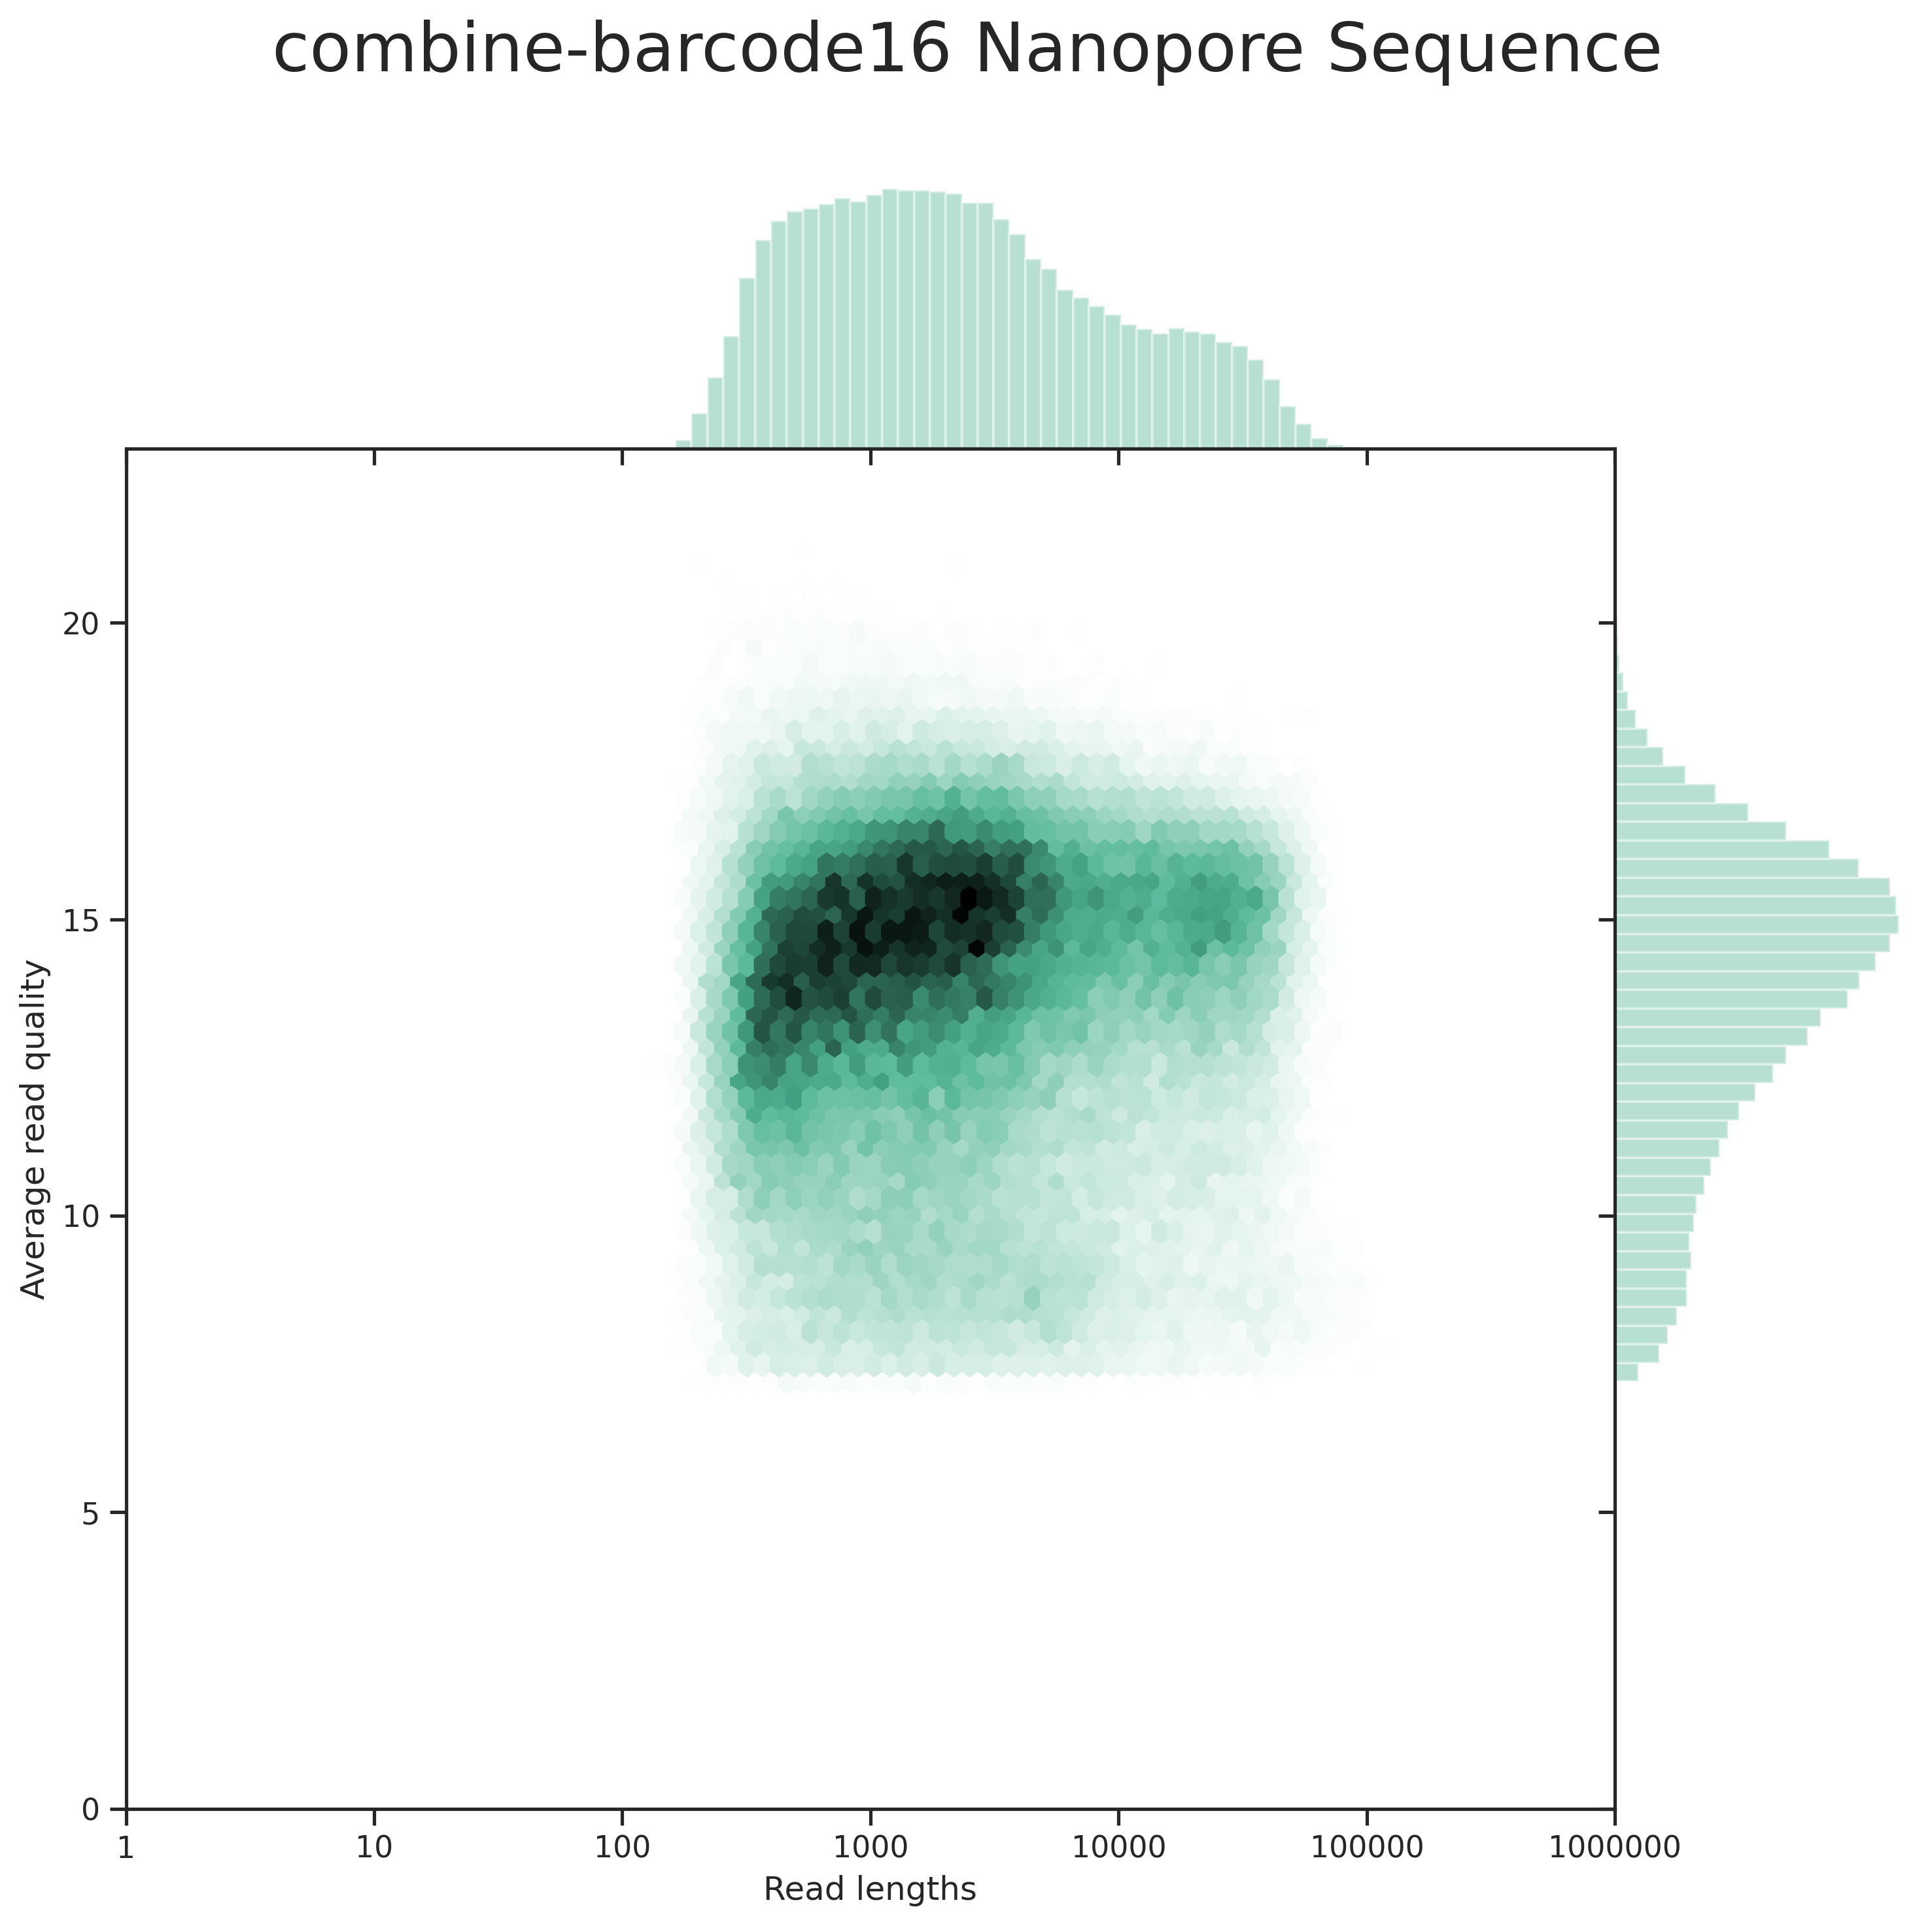 combine-barcode16 Nanopore Sequence
Average read quality
20
15
10
5
0
1 10 100 1000 10000 100000 1000000
Read lengths